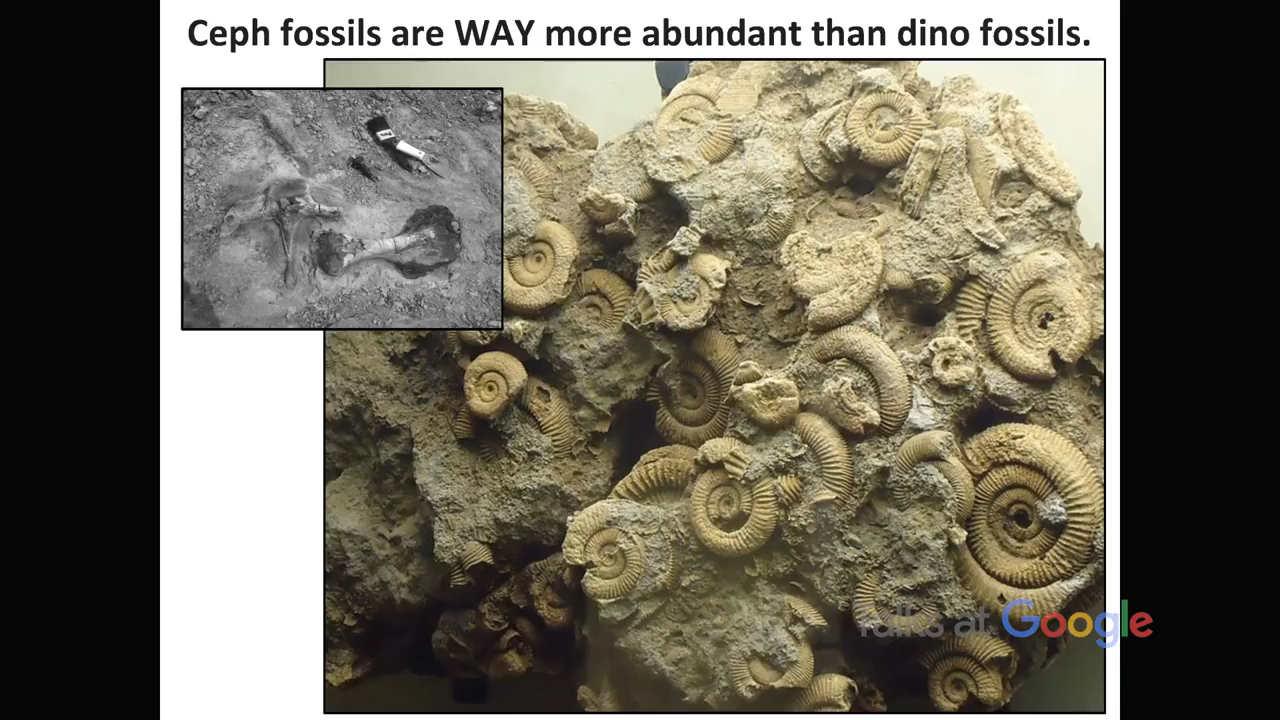 Ceph fossils are WAY more abundant than dino fossils.
Talks at Google